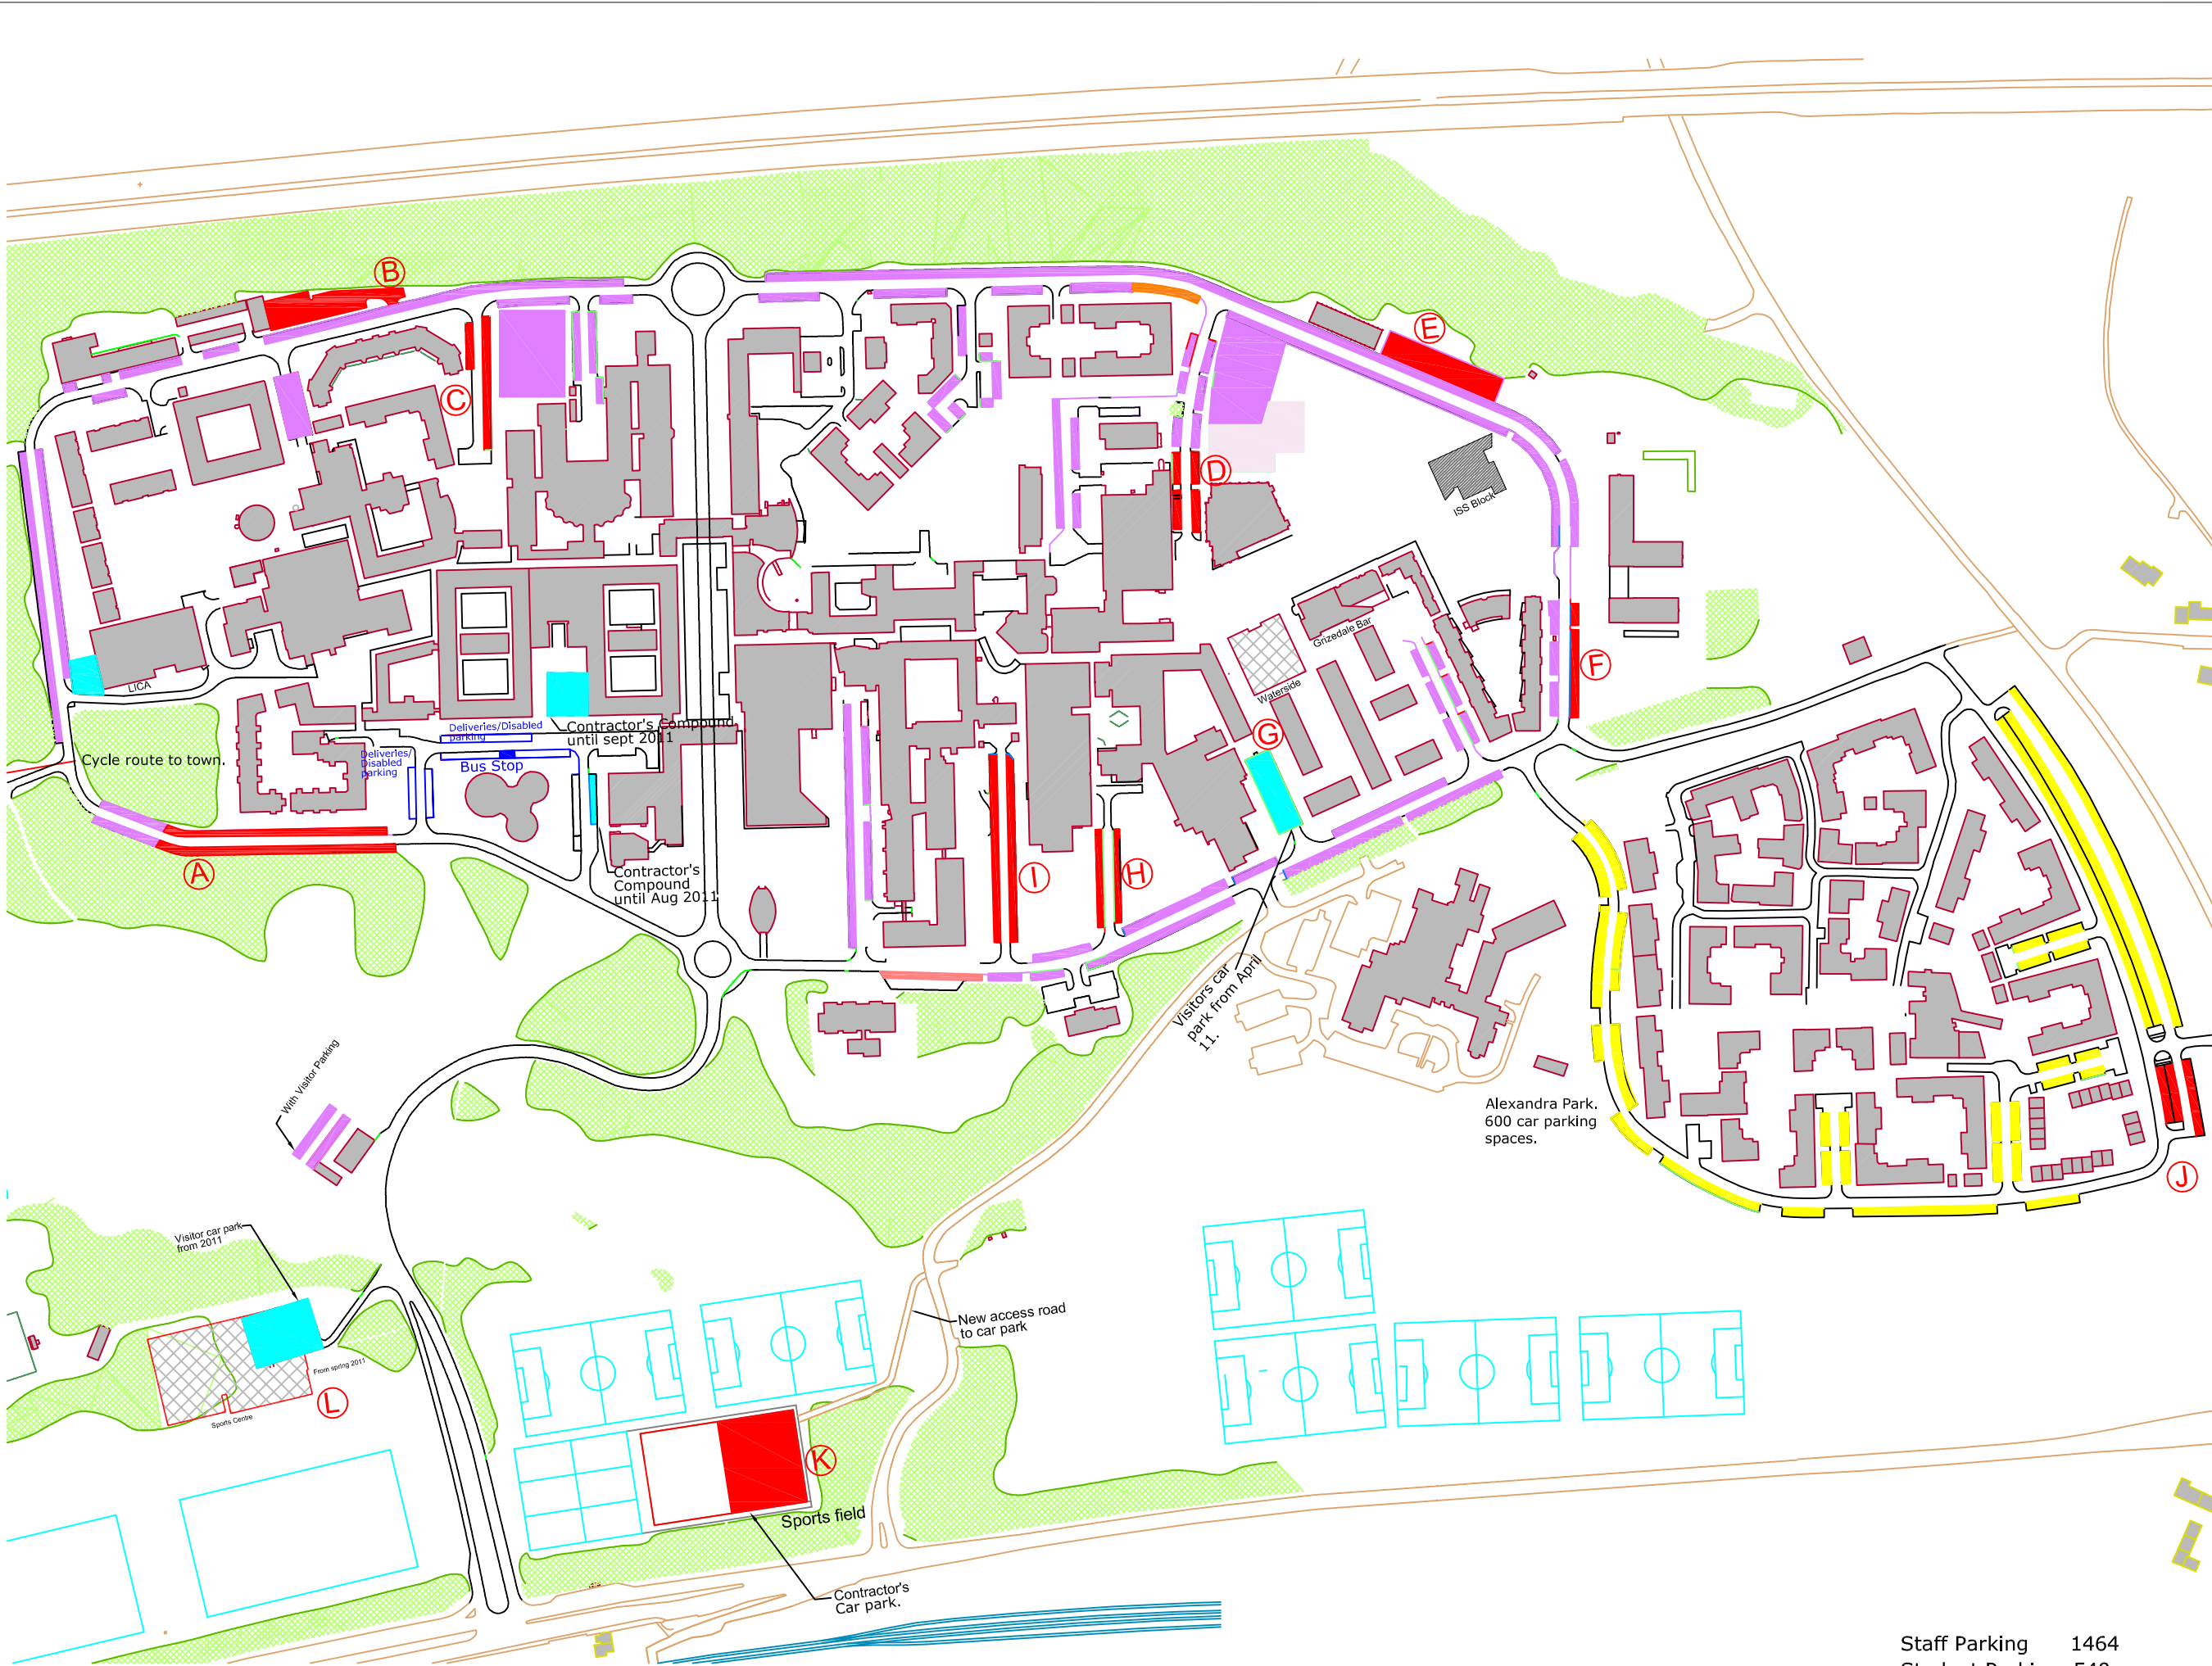 B
E
C
D
ISS Block
F
Grizedale Bar
Waterside
G
LICA
Deliveries/Disabled
parking
Contractor's Compound
until sept 2011
Cycle route to town.
Deliveries/
Disabled
parking
Bus Stop
A
Contractor's
Compound
until Aug 2011
I
H
Visitors car
park from April
11.
With Visitor Parking
Alexandra Park.
600 car parking
spaces.
J
Visitor car park
from 2011
New access road
to car park
From spring 2011
L
Sports Centre
K
Sports field
Contractor's
Car park.
Staff Parking 1464